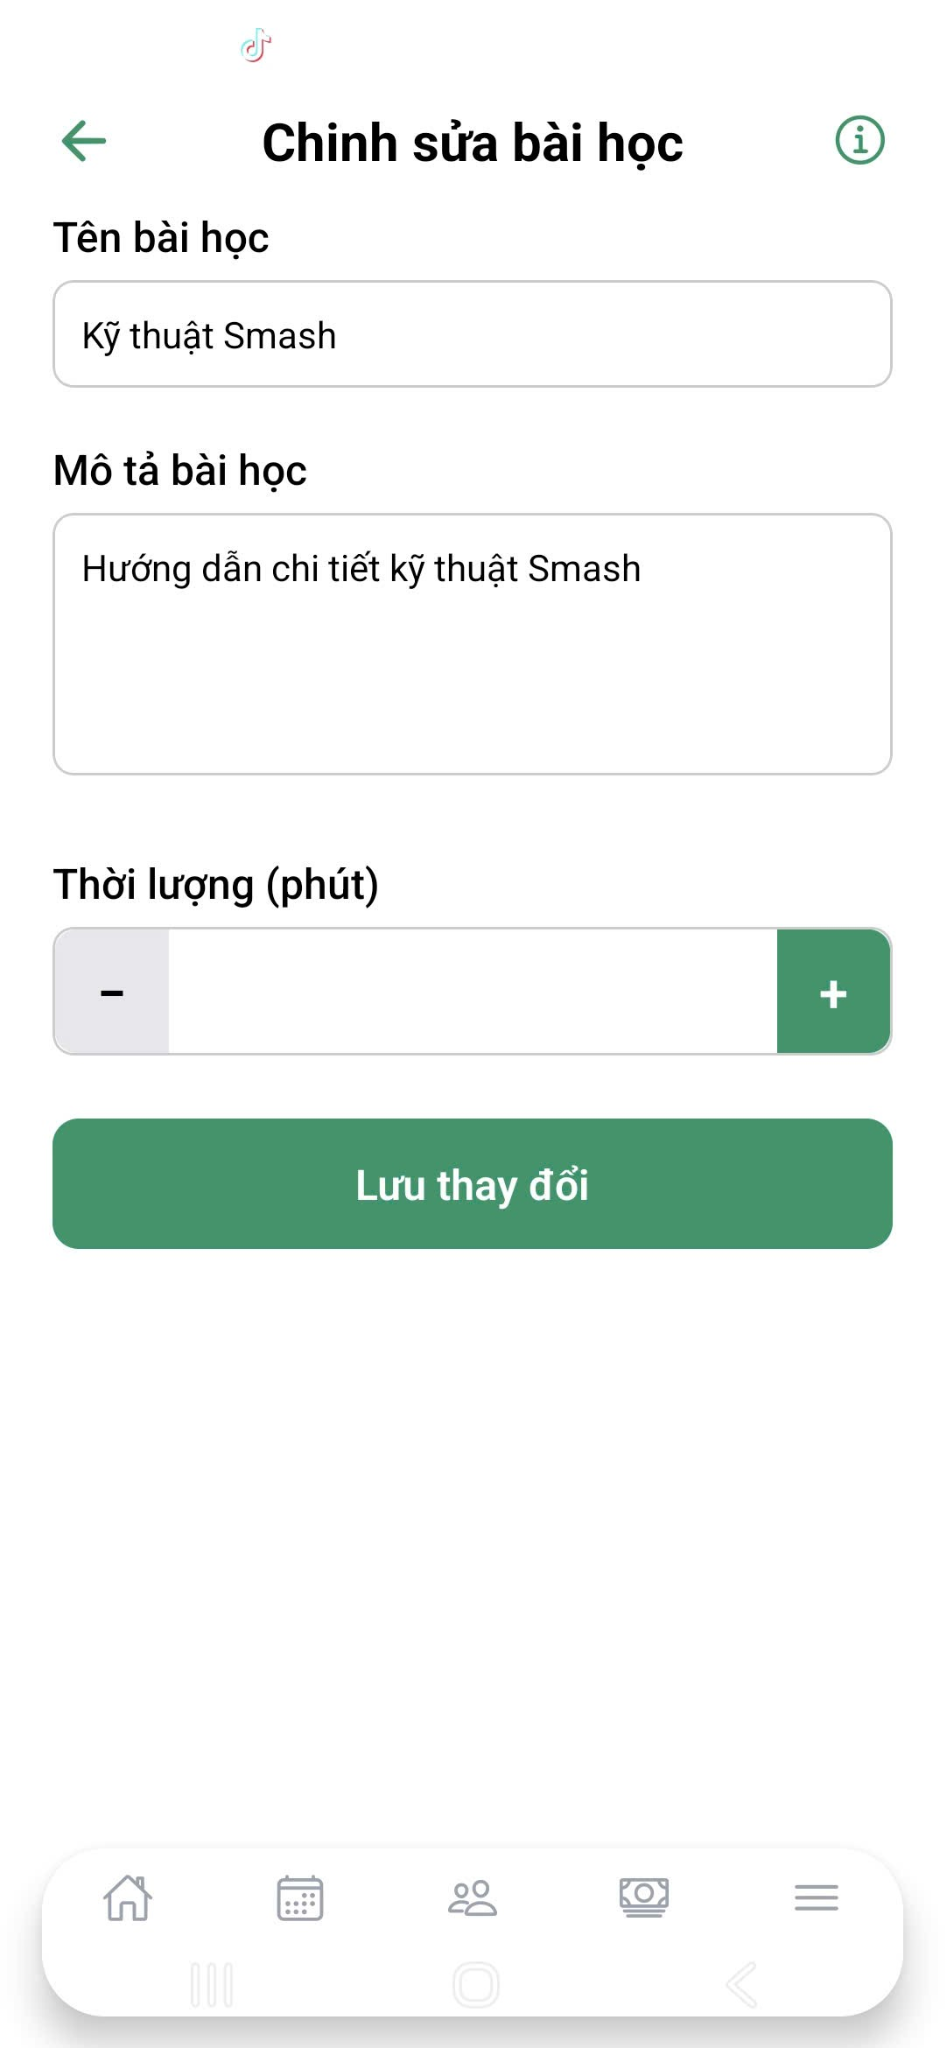 Chinh sửa bài học
Tên bài học
Kỹ thuật Smash
Mô tả bài học
Hướng dẫn chi tiết kỹ thuật Smash
Thời lượng (phút)
− +
Lưu thay đổi